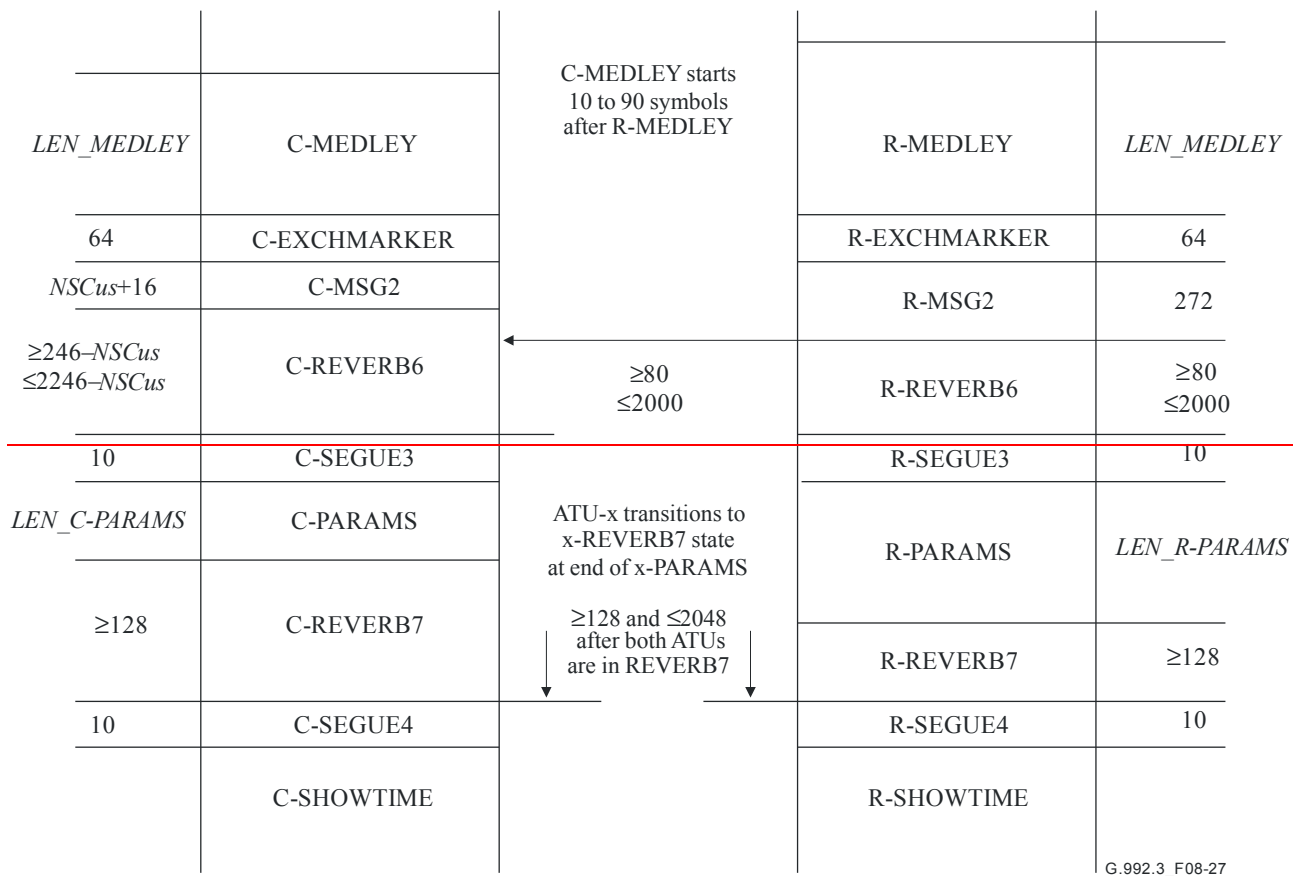 C-MEDLEY starts
10 to 90 symbols
after R-MEDLEY
LEN_MEDLEY C-MEDLEY R-MEDLEY LEN_MEDLEY
64 C-EXCHMARKER R-EXCHMARKER 64
NSCus+16 C-MSG2 R-MSG2 272
≥246–NSCus
≤2246–NSCus
C-REVERB6
≥80
≤2000
R-REVERB6
≥80
≤2000
10 C-SEGUE3 R-SEGUE3 10
LEN_C-PARAMS C-PARAMS
ATU-x transitions to
x-REVERB7 state
at end of x-PARAMS
R-PARAMS LEN_R-PARAMS
≥128 C-REVERB7
≥128 and ≤2048
after both ATUs
are in REVERB7
R-REVERB7 ≥128
10 C-SEGUE4 R-SEGUE4 10
C-SHOWTIME R-SHOWTIME
G.992.3_F08-27